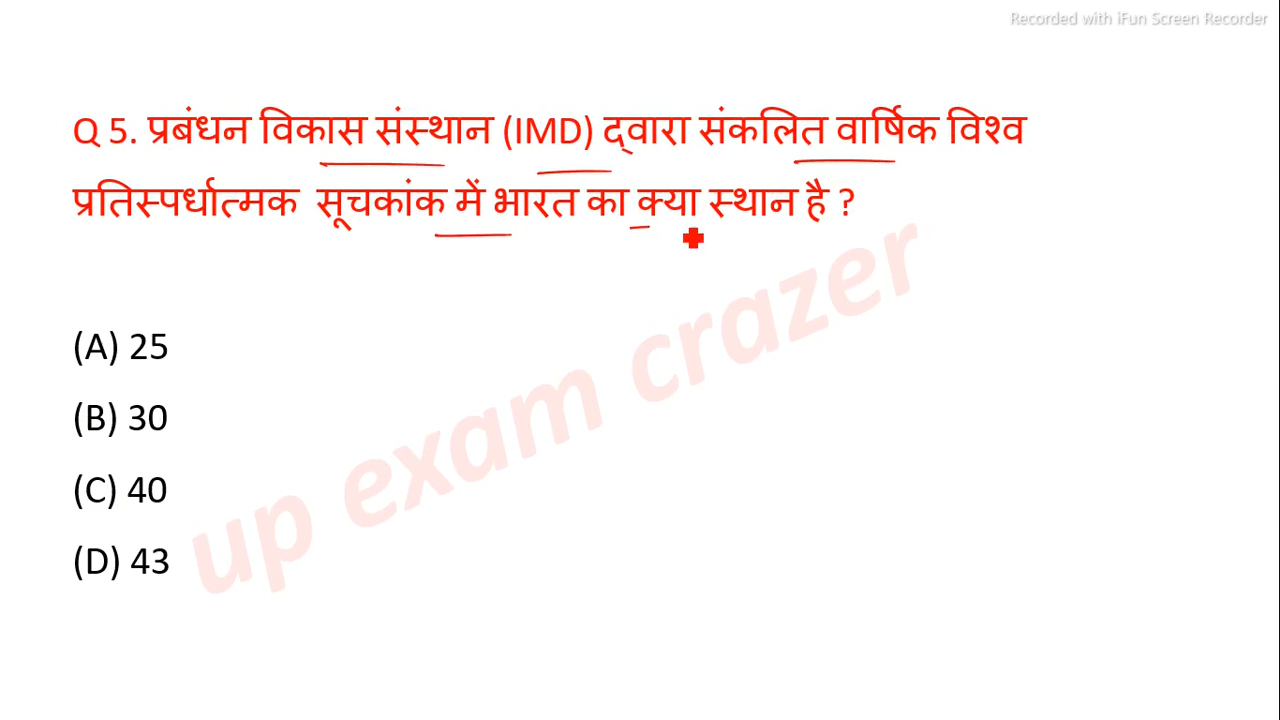 Recorded with iFun Screen Recorder
Q 5. प्रबंधन विकास संस्थान (IMD) द्वारा संकलित वार्षिक विश्व
प्रतिस्पर्धात्मक सूचकांक में भारत का क्या स्थान है ?
(A) 25
(B) 30
(C) 40
(D) 43
up exam crazer